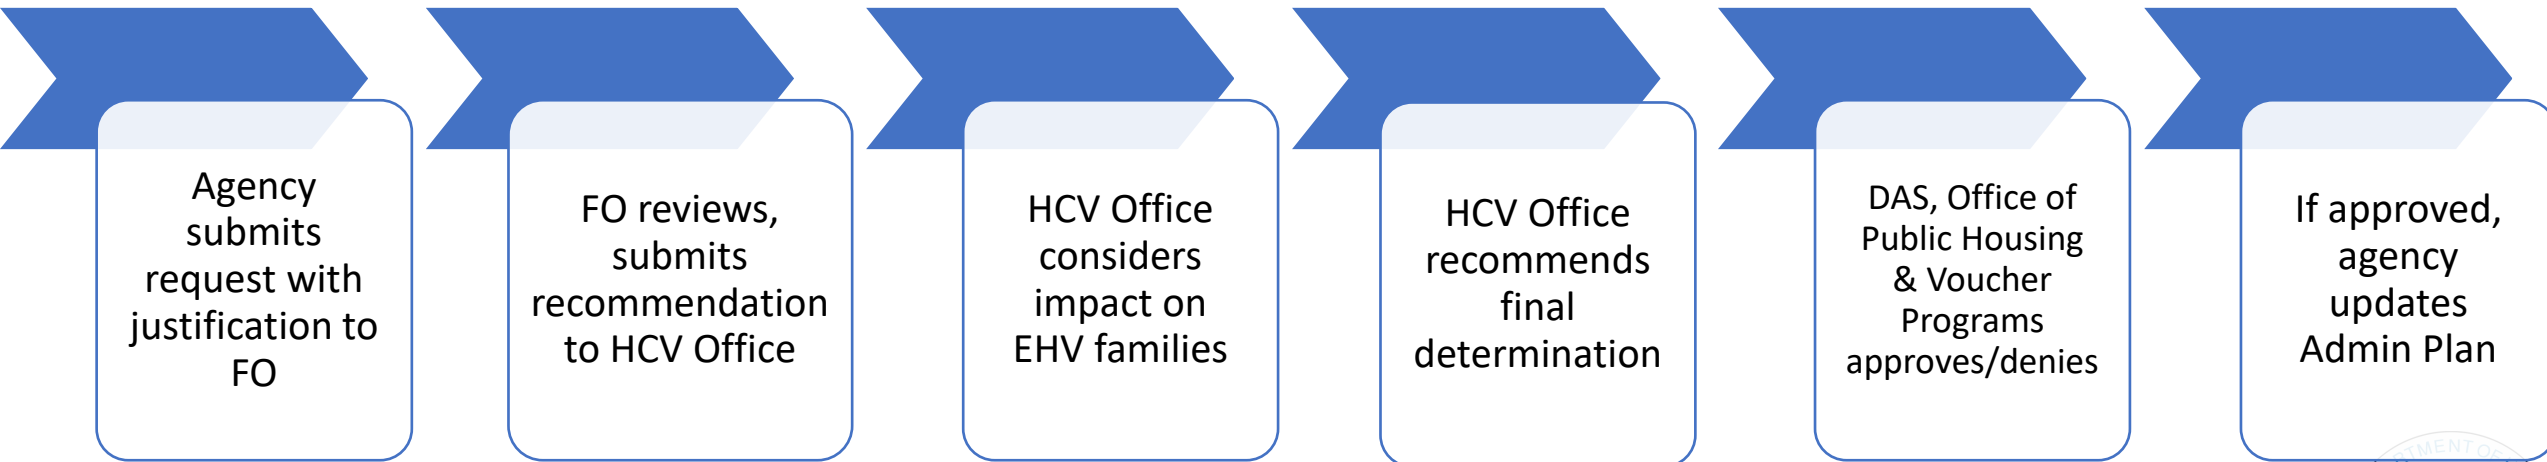 Agency
submits
request with
justification to
FO
FO reviews,
submits
recommendation
to HCV Office
HCV Office
considers
impact on
EHV families
HCV Office
recommends
final
determination
DAS, Office of
Public Housing
& Voucher
Programs
approves/denies
If approved,
agency
updates
Admin Plan